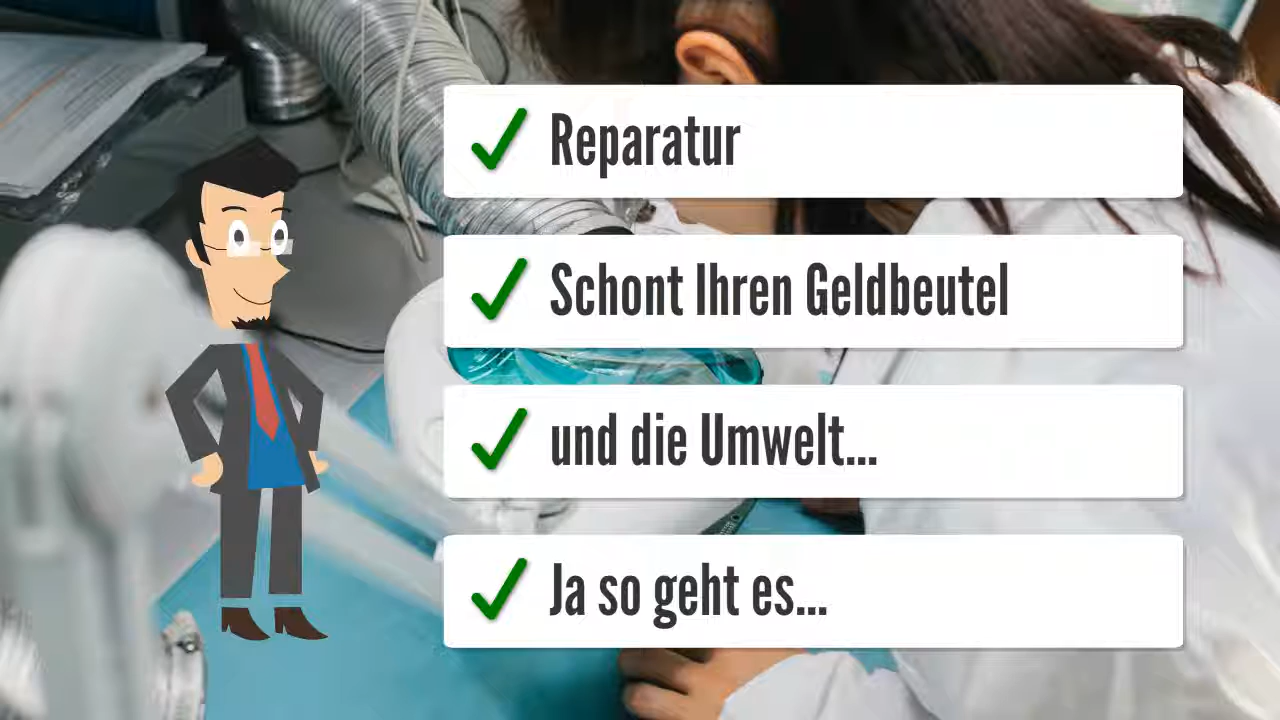 Reparatur
Schont Ihren Geldbeutel
und die Umwelt...
Ja so geht es...